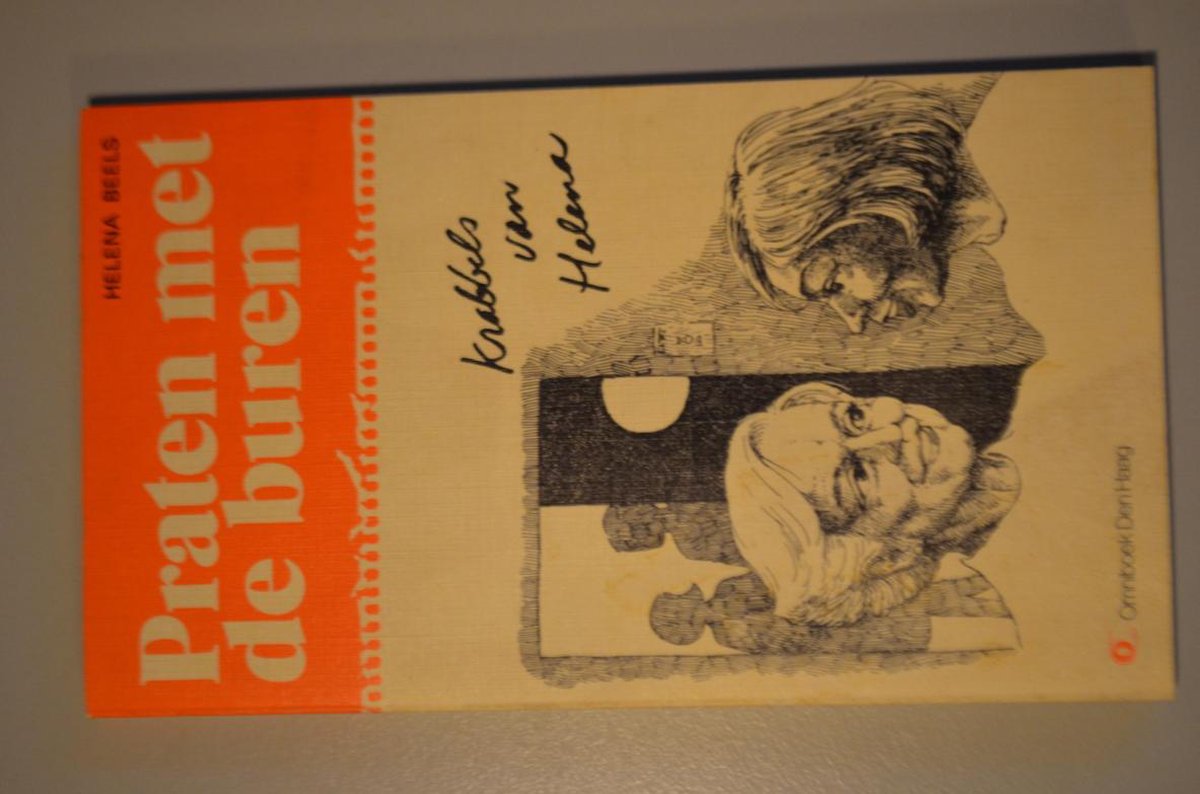 HELENA BEELS
Praten met
de buren
Krabbels
van
Helena
Omniboek Den Haag